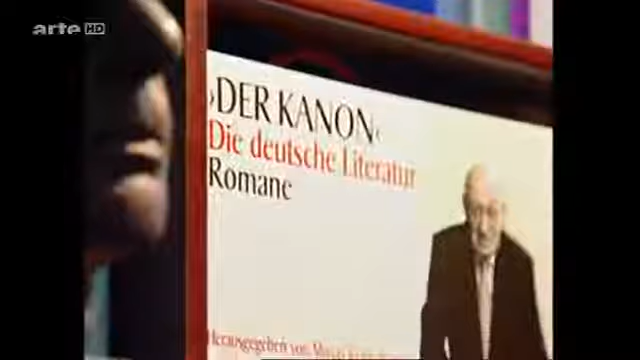 arte HD
›DER KANON‹
Die deutsche Literatur
Romane
Herausgegeben von